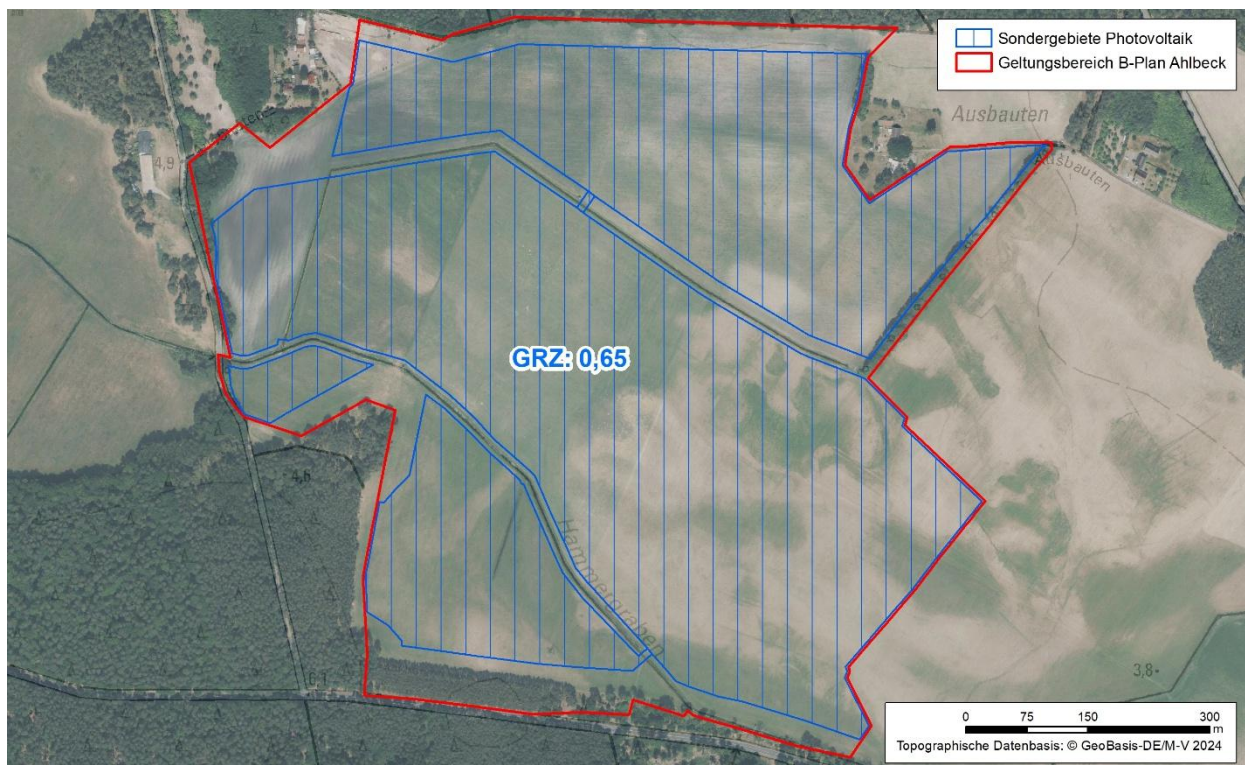 Sondergebiete Photovoltaik
Geltungsbereich B-Plan Ahlbeck
Ausbauten
4,9
Ausbauten
GRZ: 0,65
4,6
Hammergraben
6,1
3,8
0 75 150 300
m
Topographische Datenbasis: © GeoBasis-DE/M-V 2024